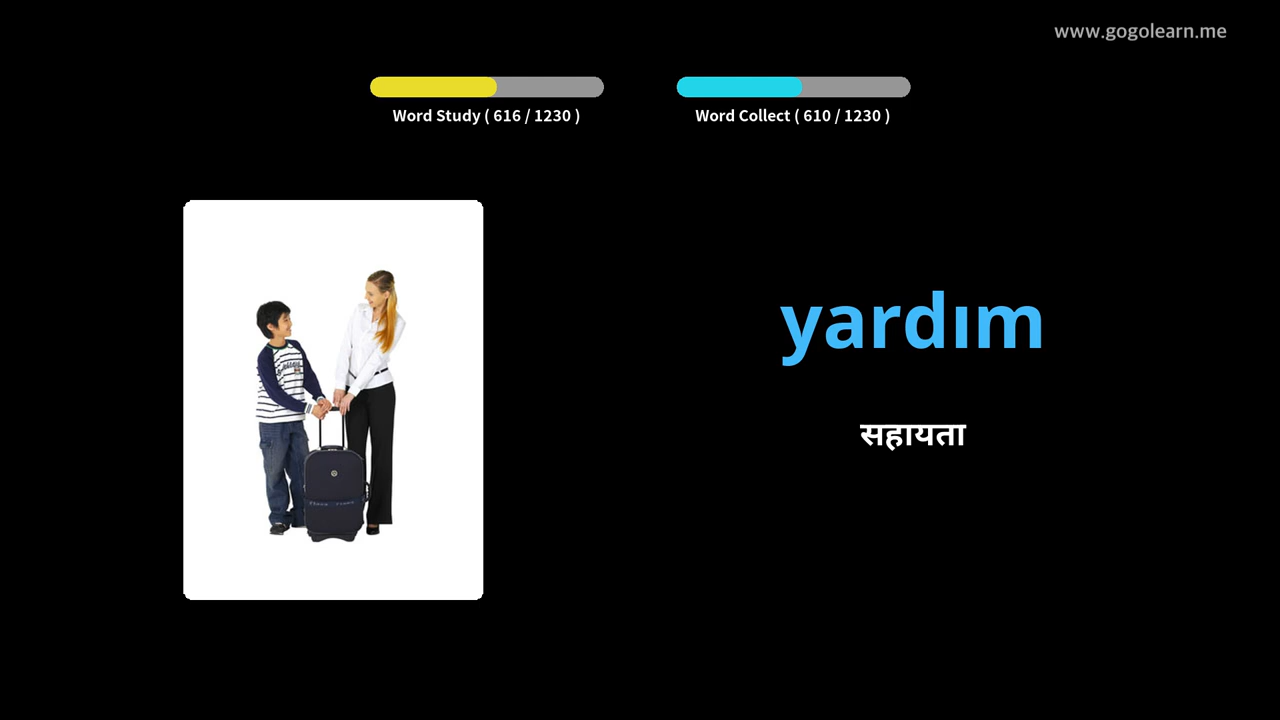 www.gogolearn.me
Word Study ( 616 / 1230 )
Word Collect ( 610 / 1230 )
yardım
सहायता